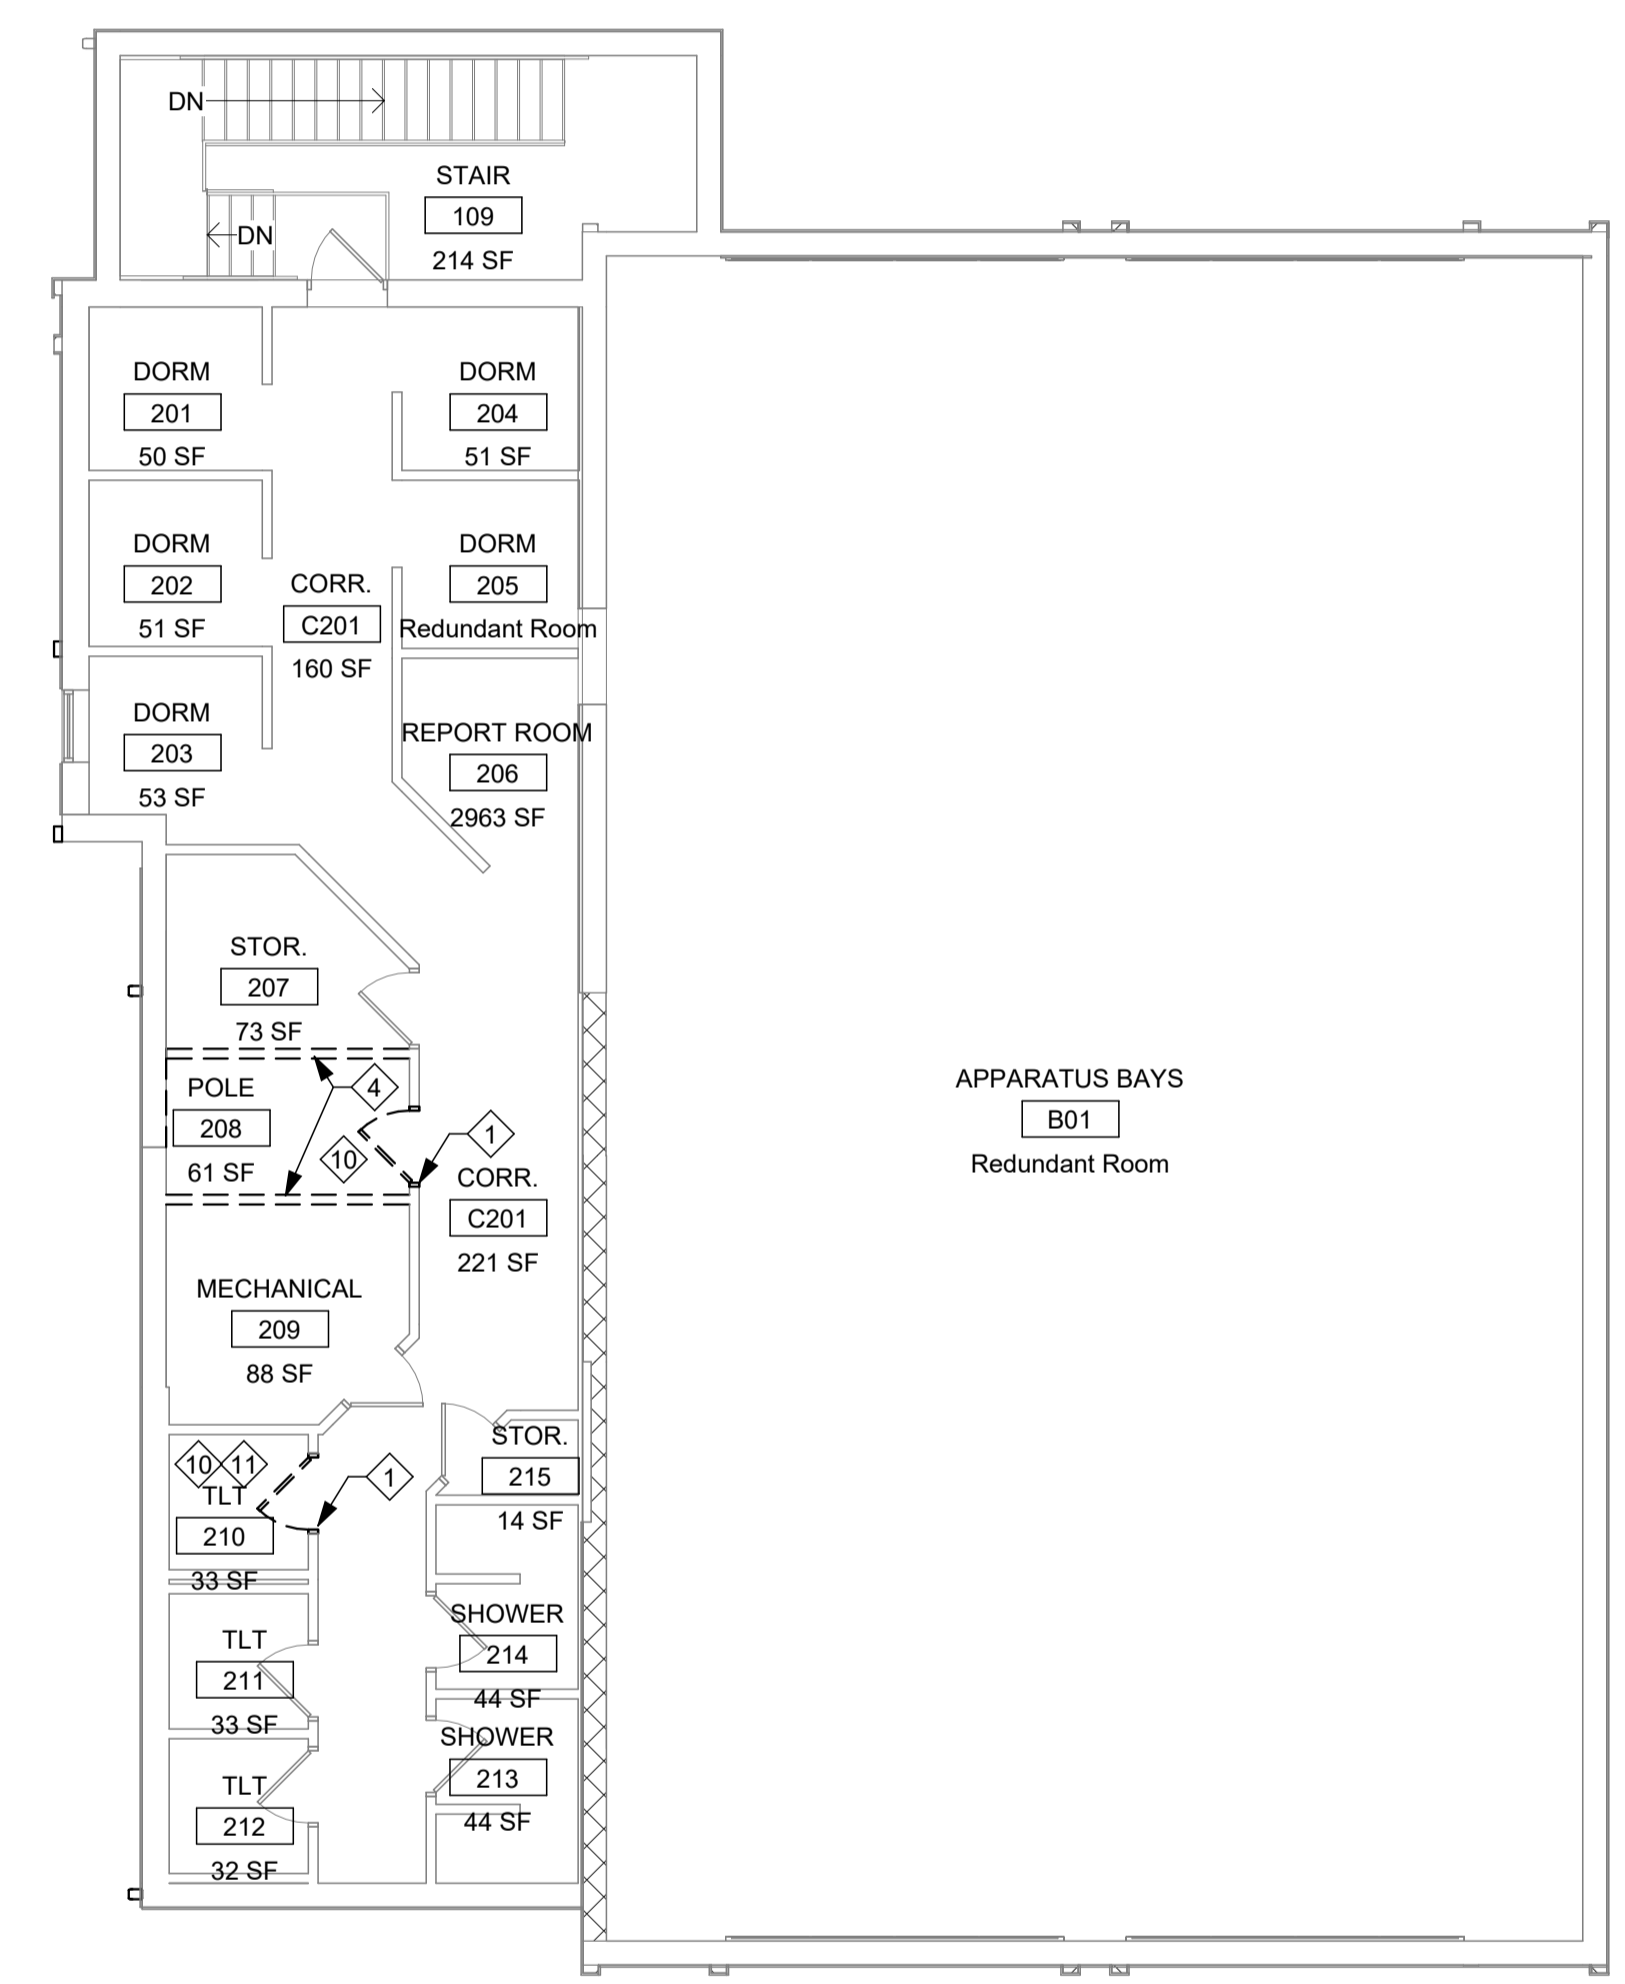 DN
STAIR
109
214 SF
DN
DORM
201
50 SF
DORM
204
51 SF
DORM
202
51 SF
CORR.
C201
160 SF
DORM
205
Redundant Room
DORM
203
53 SF
REPORT ROOM
206
2963 SF
STOR.
207
73 SF
POLE
208
61 SF
4
10
1
CORR.
C201
221 SF
APPARATUS BAYS
B01
Redundant Room
MECHANICAL
209
88 SF
10 11
TLT
210
33 SF
1
STOR.
215
14 SF
SHOWER
214
44 SF
TLT
211
33 SF
SHOWER
213
44 SF
TLT
212
32 SF